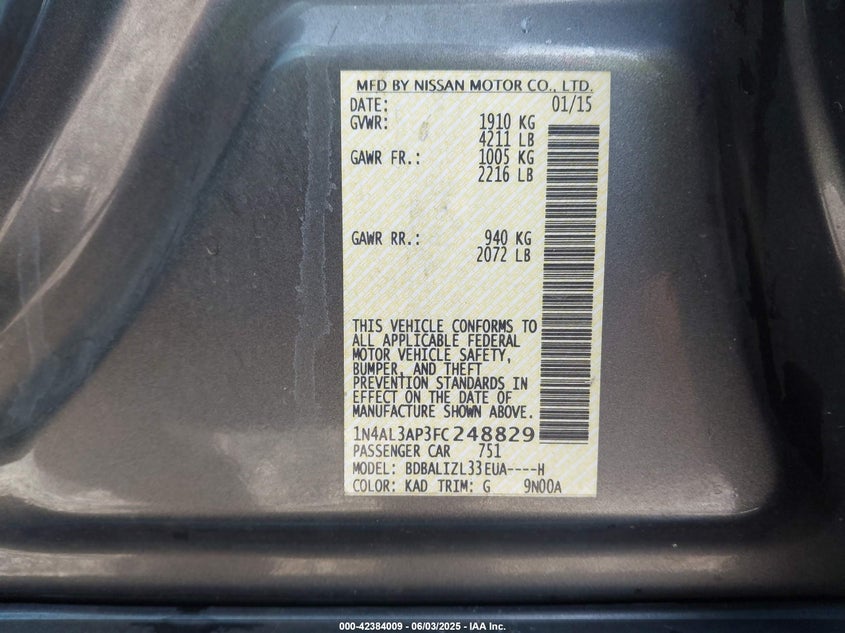 MFD BY NISSAN MOTOR CO., LTD.
DATE: 01/15
GVWR: 1910 KG
4211 LB
GAWR FR.: 1005 KG
2216 LB
GAWR RR.: 940 KG
2072 LB
THIS VEHICLE CONFORMS TO
ALL APPLICABLE FEDERAL
MOTOR VEHICLE SAFETY,
BUMPER, AND THEFT
PREVENTION STANDARDS IN
EFFECT ON THE DATE OF
MANUFACTURE SHOWN ABOVE.
1N4AL3AP3FC248829
PASSENGER CAR 751
MODEL: BDBALIZL33EUA----H
COLOR: KAD TRIM: G 9N00A
000-42384009 - 06/03/2025 - IAA Inc.